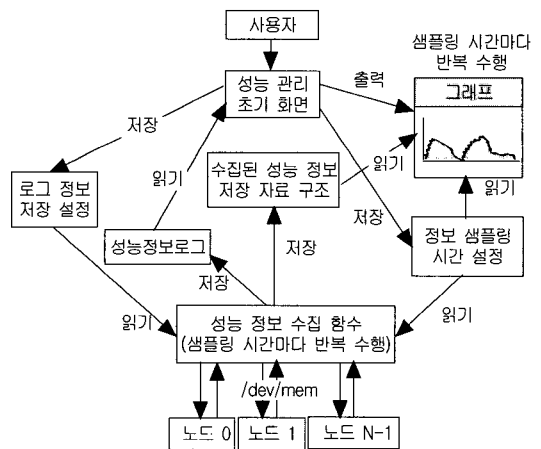 사용자
샘플링 시간마다
반복 수행
성능 관리
초기 화면
출력
그래프
저장
읽기
수집된 성능 정보
저장 자료 구조
읽기
읽기
로그 정보
저장 설정
저장
성능정보로그
저장
정보 샘플링
시간 설정
저장
읽기
성능 정보 수집 함수
(샘플링 시간마다 반복 수행)
읽기
/dev/mem
노드 0
노드 1
노드 N-1